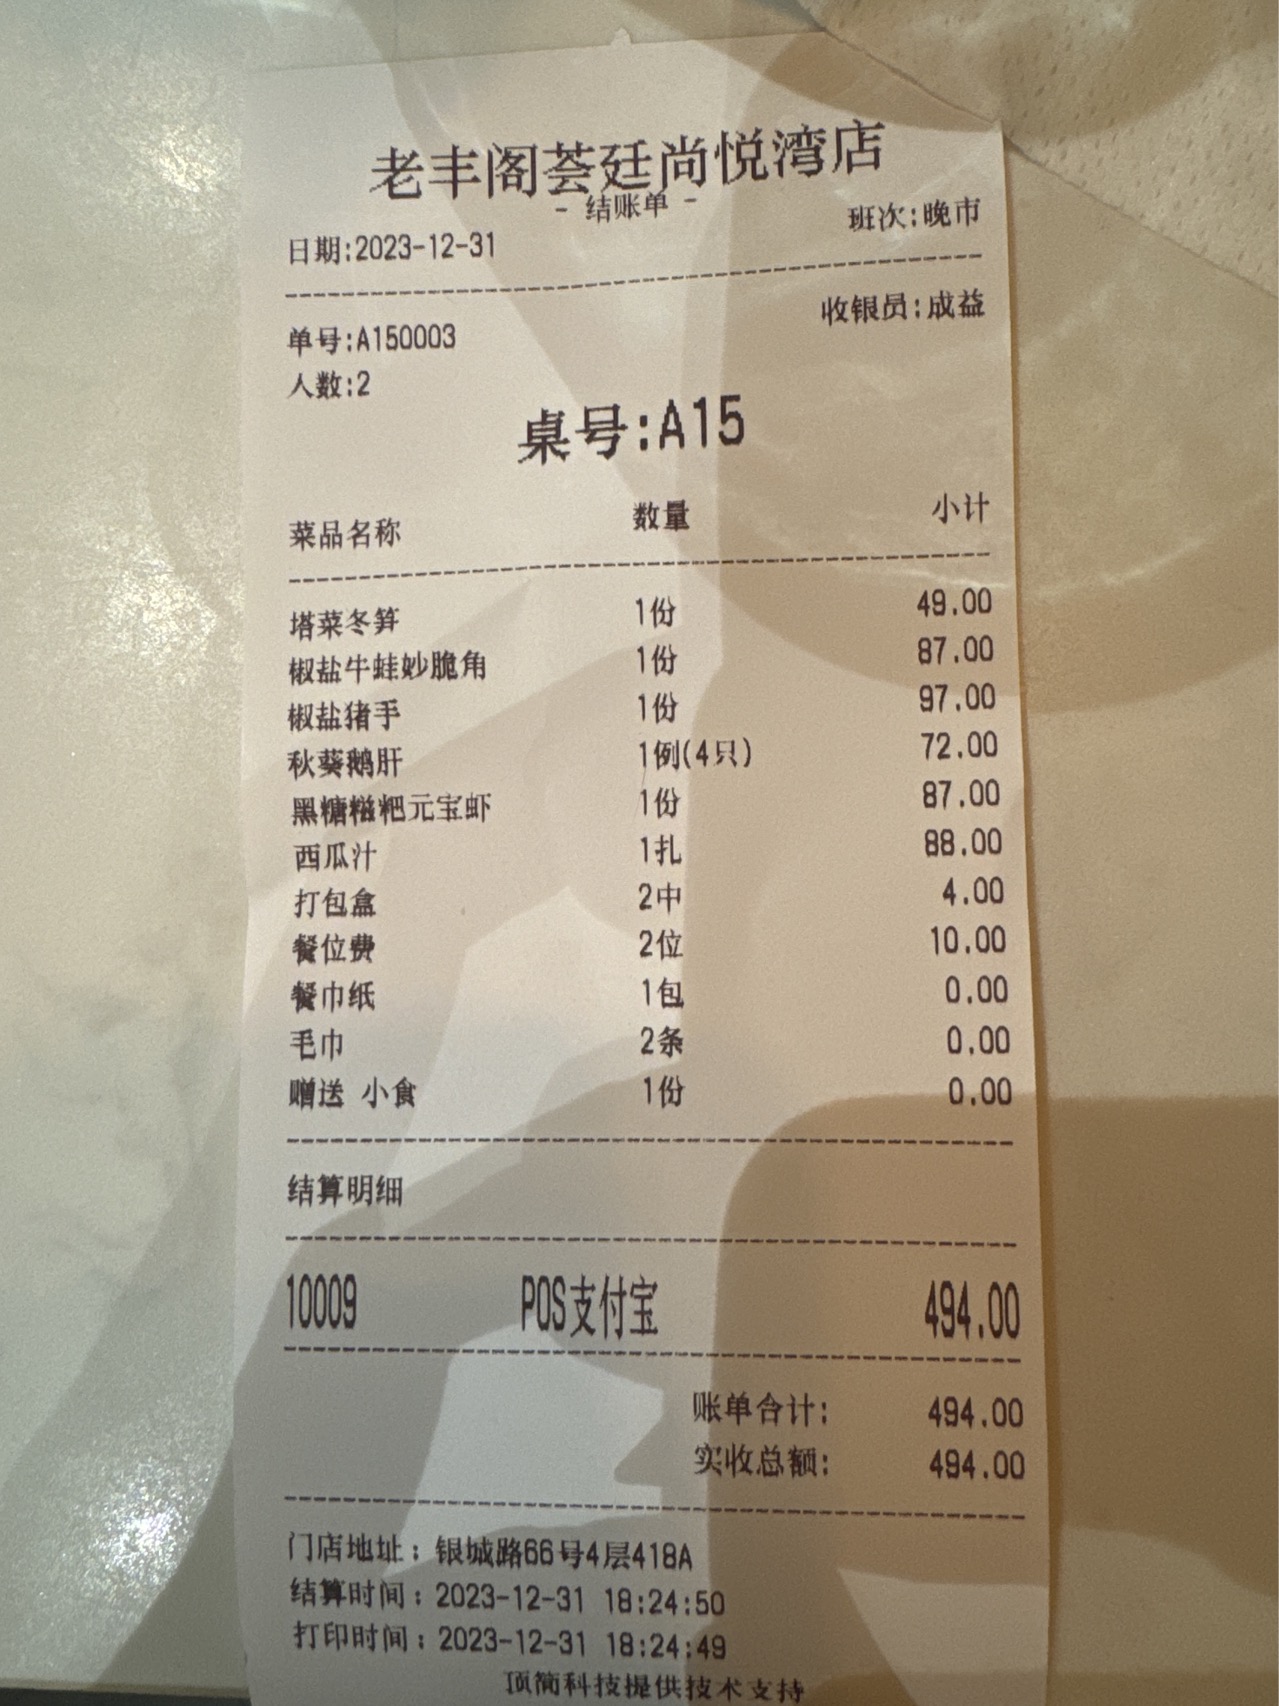 老丰阁荟廷尚悦湾店
- 结账单 -
日期:2023-12-31 班次:晚市
单号:A150003 收银员:成益
人数:2
桌号:A15
菜品名称 数量 小计
塔菜冬笋 1份 49.00
椒盐牛蛙妙脆角 1份 87.00
椒盐猪手 1份 97.00
秋葵鹅肝 1例(4只) 72.00
黑糖糍粑元宝虾 1份 87.00
西瓜汁 1扎 88.00
打包盒 2中 4.00
餐位费 2位 10.00
餐巾纸 1包 0.00
毛巾 2条 0.00
赠送 小食 1份 0.00
结算明细
10009 POS支付宝 494.00
账单合计: 494.00
实收总额: 494.00
门店地址：银城路66号4层418A
结算时间：2023-12-31 18:24:50
打印时间：2023-12-31 18:24:49
顶简科技提供技术支持